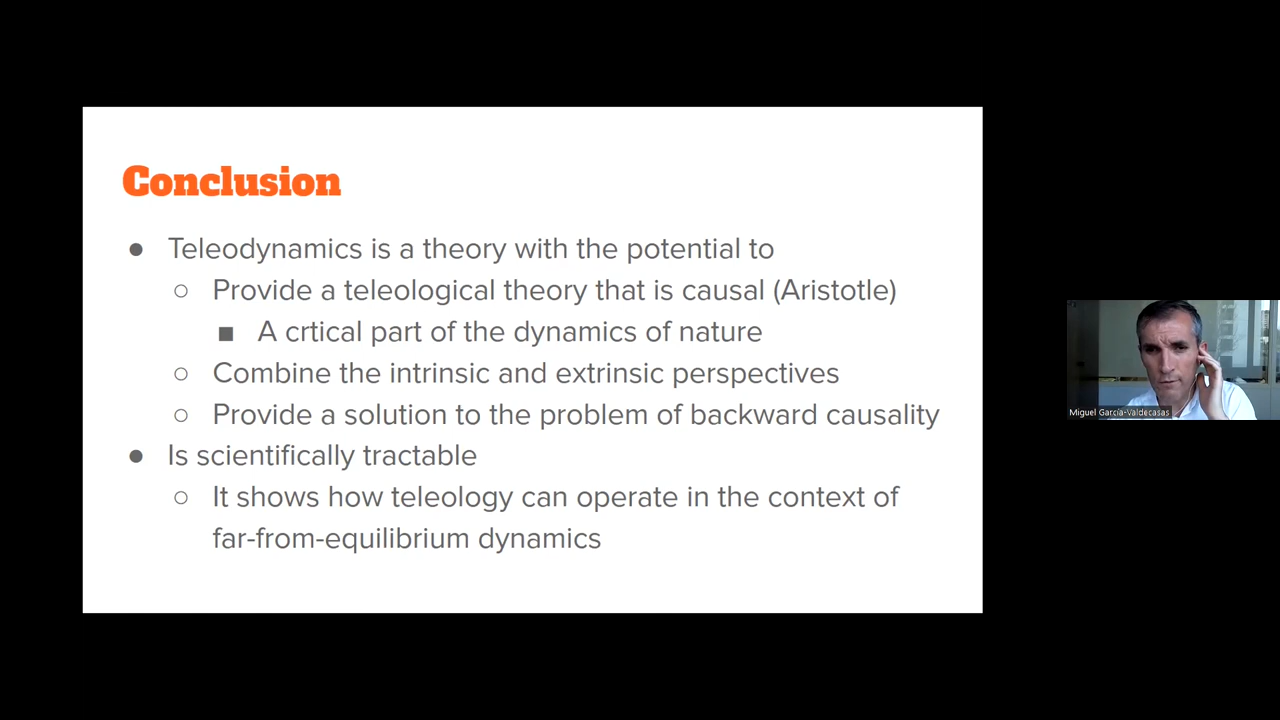 Conclusion
● Teleodynamics is a theory with the potential to
○ Provide a teleological theory that is causal (Aristotle)
■ A crtical part of the dynamics of nature
○ Combine the intrinsic and extrinsic perspectives
○ Provide a solution to the problem of backward causality
● Is scientifically tractable
○ It shows how teleology can operate in the context of
far-from-equilibrium dynamics
Miguel García-Valdecasas